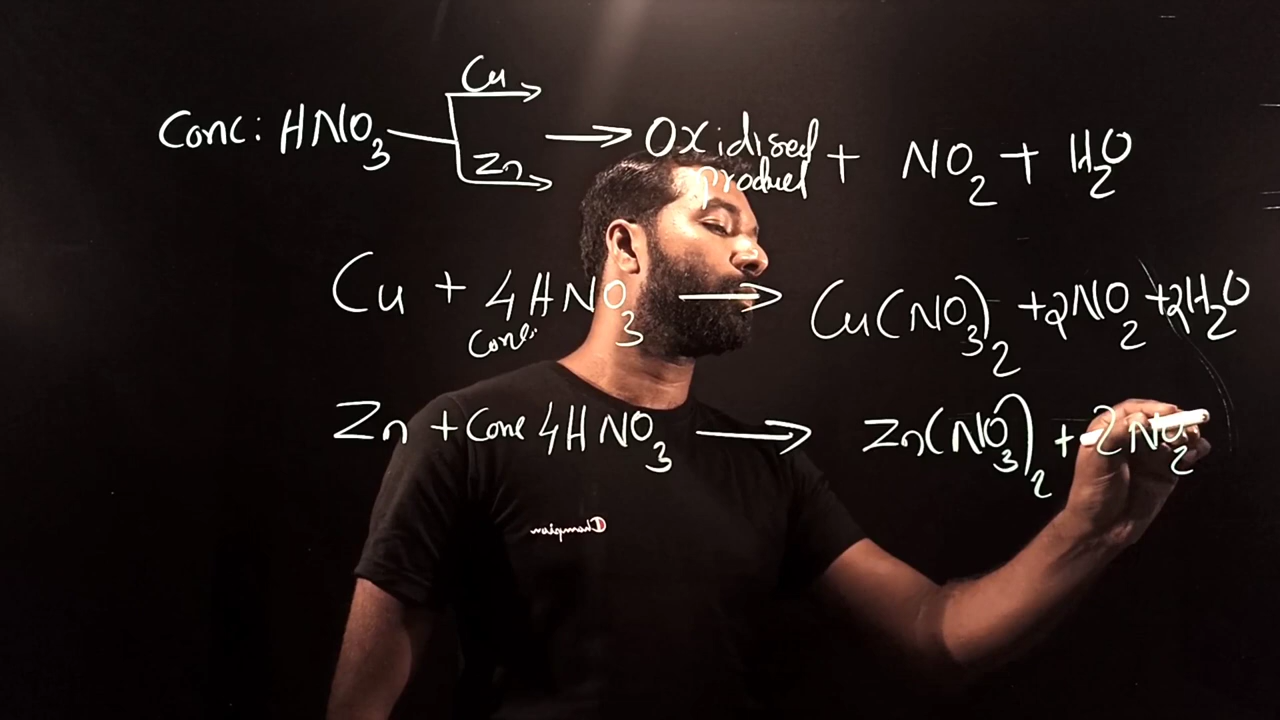 Conc: HNO₃ Cu Zn → Oxidised product + NO₂ + H₂O
Cu + 4HNO₃ conc: → Cu(NO₃)₂ + 2NO₂ + 2H₂O
Zn + Conc 4HNO₃ → Zn(NO₃)₂ + 2NO₂
Champion